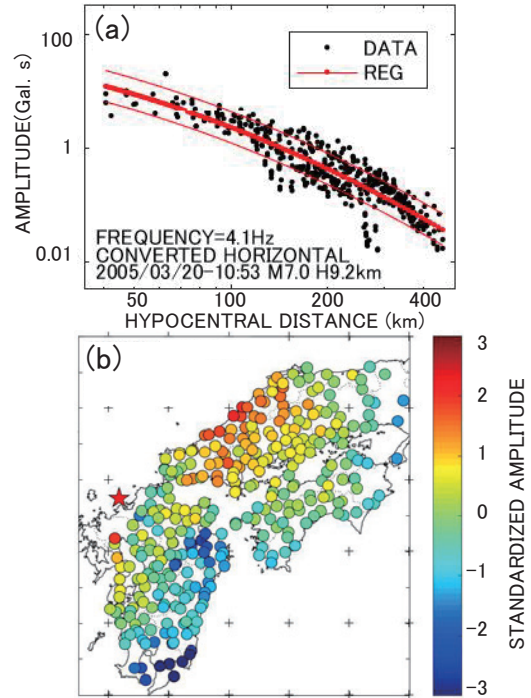 (a)
DATA
REG
100
1
0.01
AMPLITUDE(Gal. s)
FREQUENCY=4.1Hz
CONVERTED HORIZONTAL
2005/03/20-10:53 M7.0 H9.2km
50 100 200 400
HYPOCENTRAL DISTANCE (km)
(b)
3
2
1
0
-1
-2
-3
STANDARDIZED AMPLITUDE